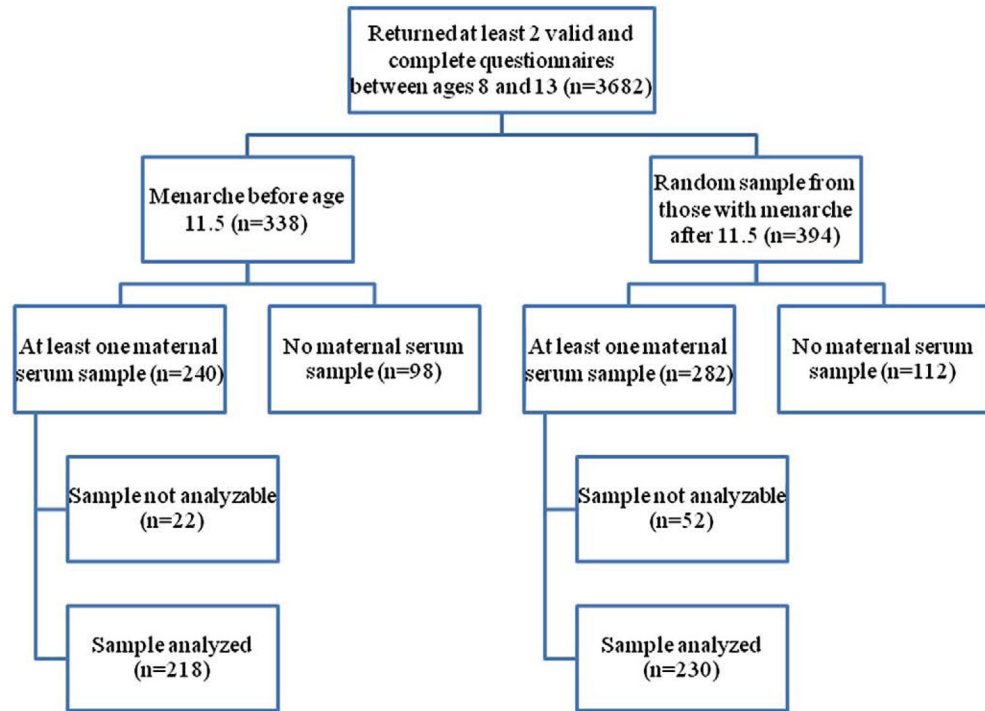 Returned at least 2 valid and
complete questionnaires
between ages 8 and 13 (n=3682)
Menarche before age
11.5 (n=338)
Random sample from
those with menarche
after 11.5 (n=394)
At least one maternal
serum sample (n=240)
No maternal serum
sample (n=98)
At least one maternal
serum sample (n=282)
No maternal serum
sample (n=112)
Sample not analyzable
(n=22)
Sample not analyzable
(n=52)
Sample analyzed
(n=218)
Sample analyzed
(n=230)